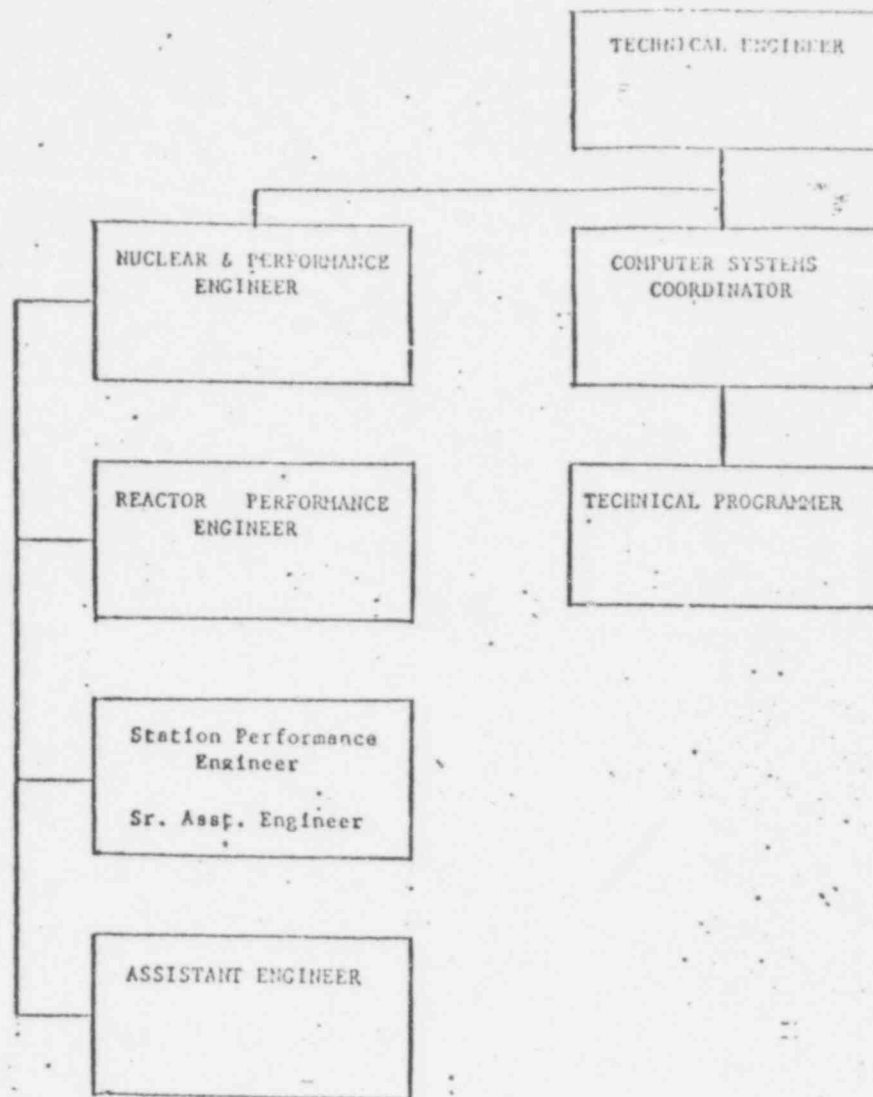 TECHNICAL ENGINEER
NUCLEAR & PERFORMANCE
ENGINEER
COMPUTER SYSTEMS
COORDINATOR
REACTOR PERFORMANCE
ENGINEER
TECHNICAL PROGRAMMER
Station Performance
Engineer
Sr. Asst. Engineer
ASSISTANT ENGINEER